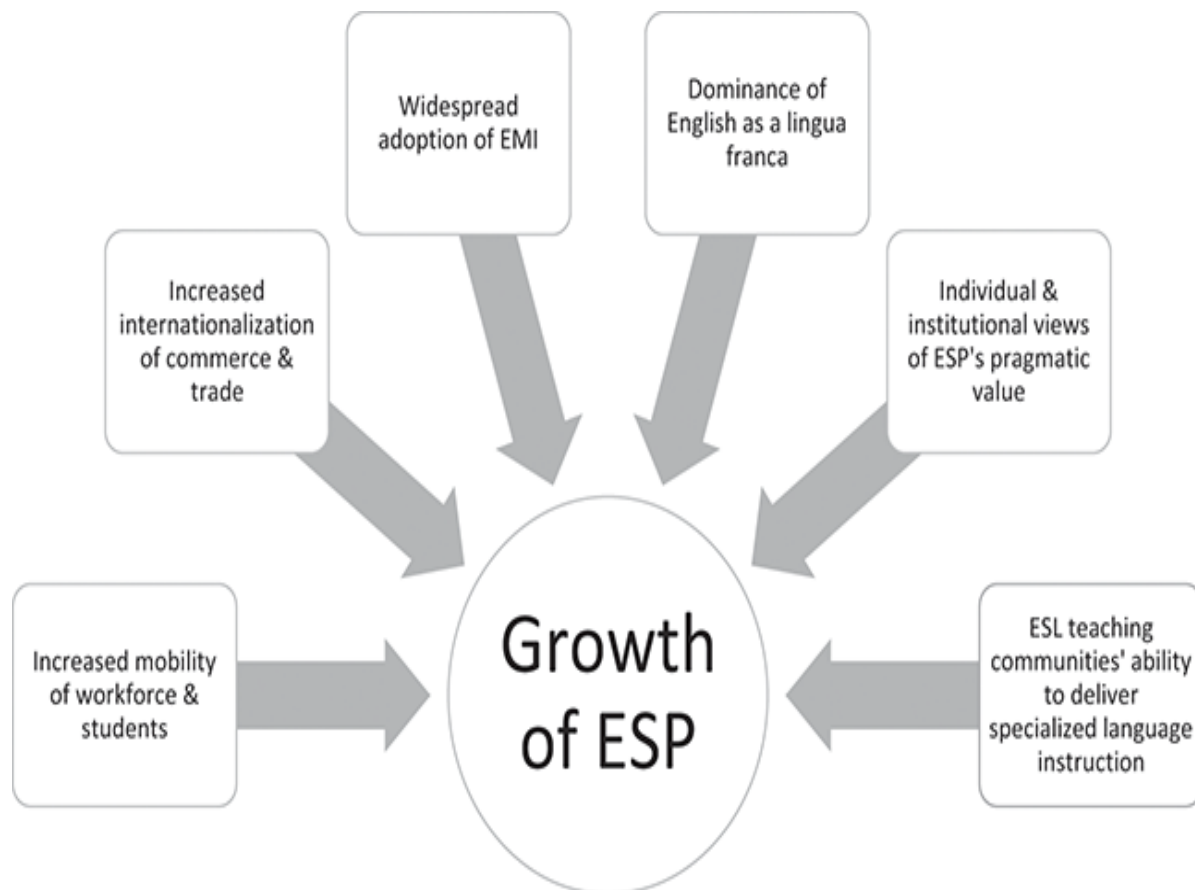 Widespread
adoption of EMI
Dominance of
English as a lingua
franca
Increased
internationalization
of commerce &
trade
Individual &
institutional views
of ESP's pragmatic
value
Increased mobility
of workforce &
students
Growth
of ESP
ESL teaching
communities' ability
to deliver
specialized language
instruction